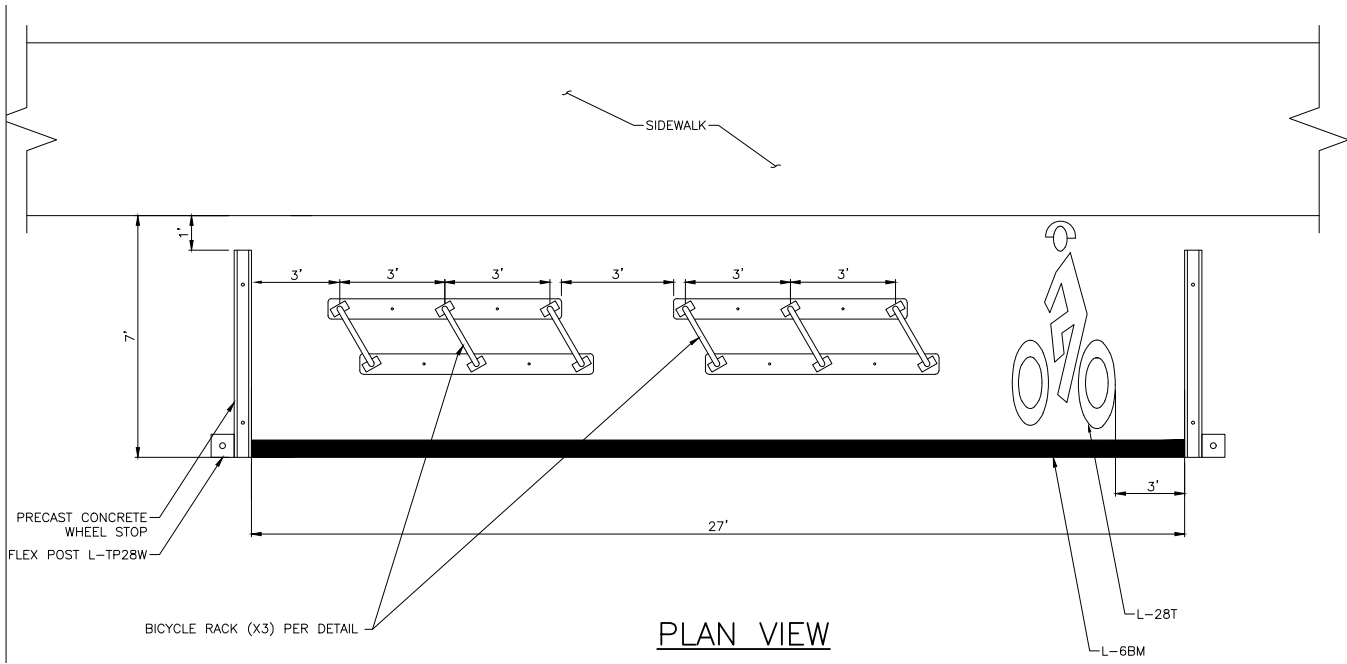 SIDEWALK
1'
3'
3'
3'
3'
3'
3'
7'
3'
PRECAST CONCRETE
WHEEL STOP
27'
FLEX POST L-TP28W
L-28T
BICYCLE RACK (X3) PER DETAIL
PLAN VIEW
L-6BM